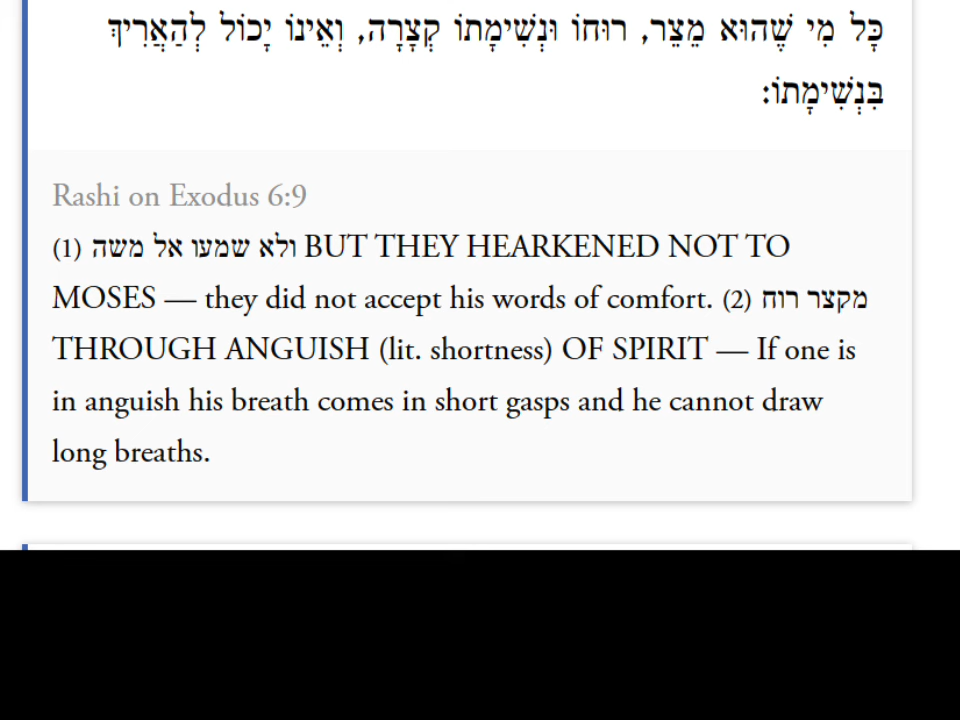 כָּל מִי שֶׁהוּא מֵצֵר, רוּחוֹ וּנְשִׁימָתוֹ קְצָרָה, וְאֵינוֹ יָכוֹל לְהַאֲרִיךְ
בִּנְשִׁימָתוֹ:
Rashi on Exodus 6:9
(1) ולא שמעו אל משה BUT THEY HEARKENED NOT TO
MOSES — they did not accept his words of comfort. (2) מקצר רוח
THROUGH ANGUISH (lit. shortness) OF SPIRIT — If one is
in anguish his breath comes in short gasps and he cannot draw
long breaths.